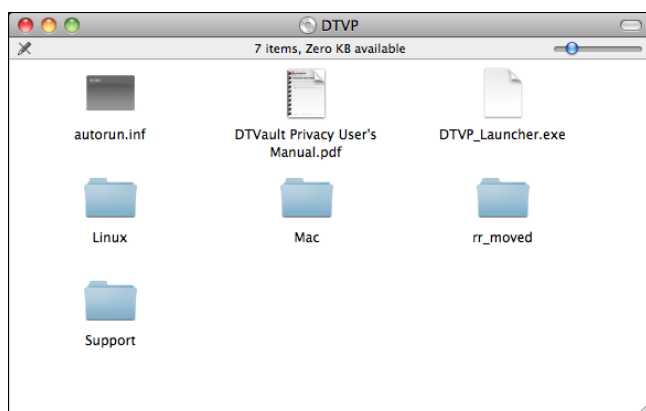 DTVP
7 items, Zero KB available
autorun.inf
DTVault Privacy User's
Manual.pdf
DTVP_Launcher.exe
Linux
Mac
rr_moved
Support